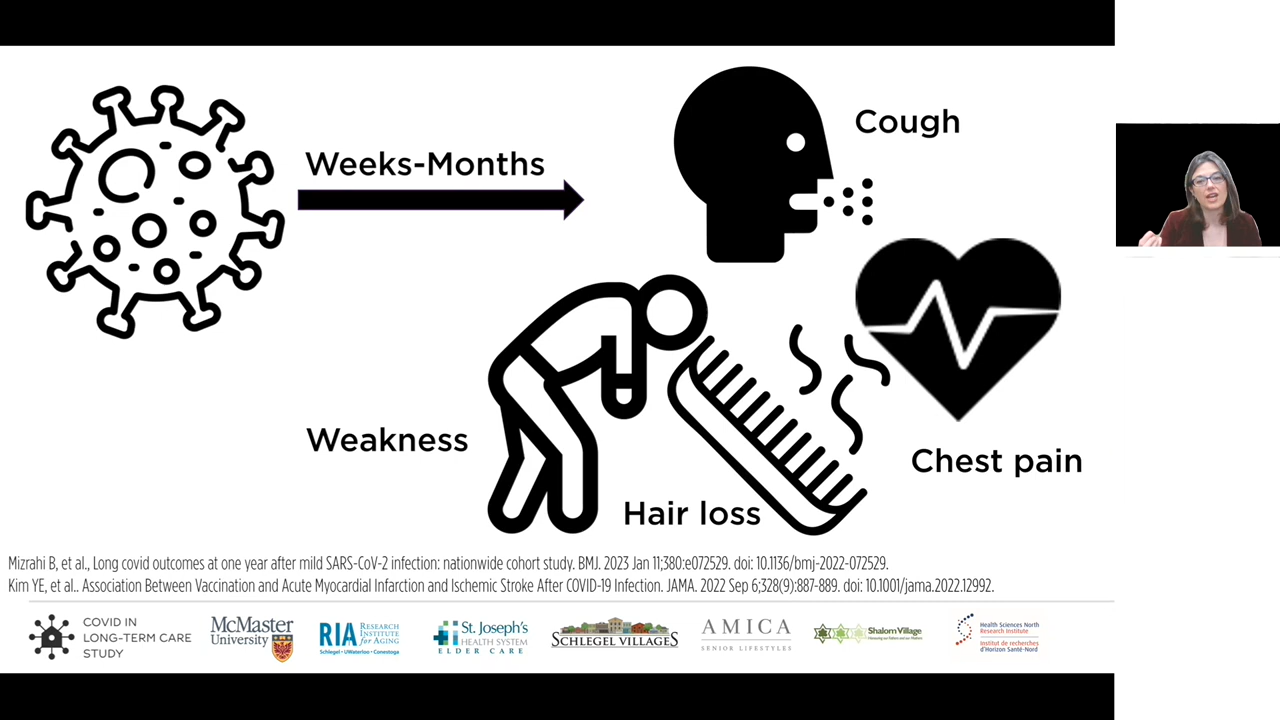 Weeks-Months
Cough
Weakness
Chest pain
Hair loss
Mizrahi B, et al., Long covid outcomes at one year after mild SARS-CoV-2 infection: nationwide cohort study. BMJ. 2023 Jan 11;380:e072529. doi: 10.1136/bmj-2022-072529.
Kim YE, et al.. Association Between Vaccination and Acute Myocardial Infarction and Ischemic Stroke After COVID-19 Infection. JAMA. 2022 Sep 6;328(9):887-889. doi: 10.1001/jama.2022.12992.
COVID IN
LONG-TERM CARE
STUDY
McMaster
University
RIA RESEARCH
INSTITUTE
for AGING
Schlegel • UWaterloo • Conestoga
St. Joseph's
HEALTH SYSTEM
ELDER CARE
SCHLEGEL VILLAGES
AMICA
SENIOR LIFESTYLES
Shalom Village
Health Sciences North
Research Institute
Institut de recherches
d'Horizon Santé-Nord